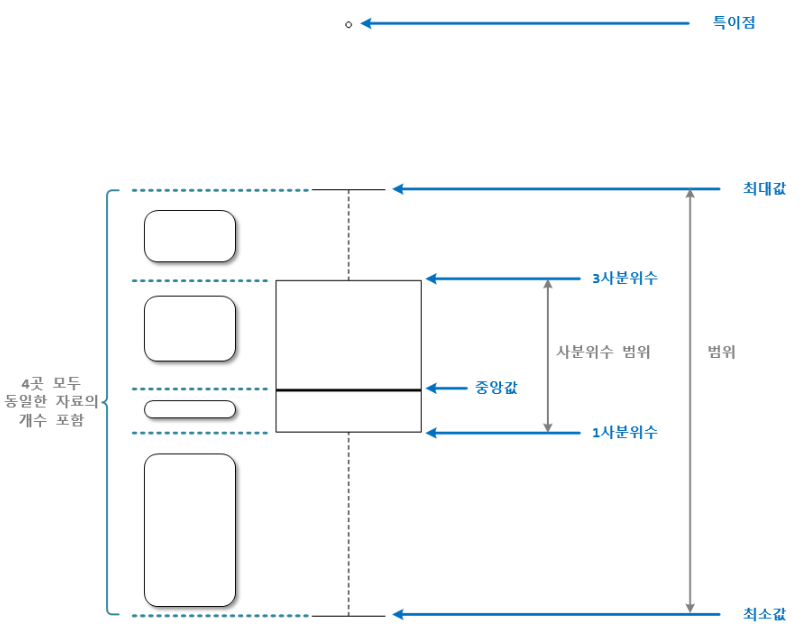 특이점
최대값
3사분위수
사분위수 범위
범위
4곳 모두
동일한 자료의
개수 포함
중앙값
1사분위수
최소값